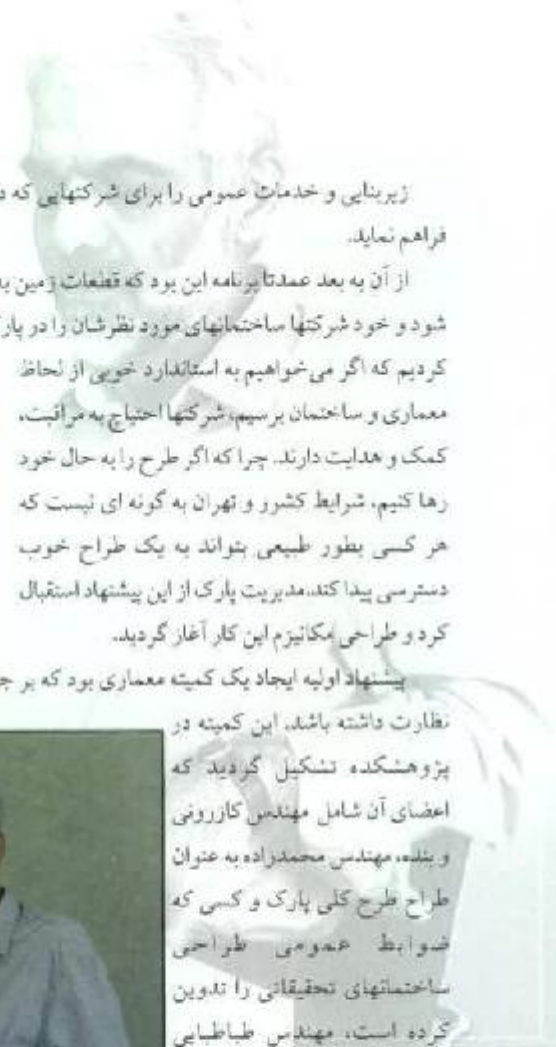 زیربنایی و خدمات عمومی را برای شرکتهایی که د
فراهم نماید.
از آن به بعد عمدتا برنامه این بود که قطعات زمین به
شود و خود شرکتها ساختمانهای مورد نظرشان را در پار
کردیم که اگر می‌خواهیم به استاندارد خوبی از لحاظ
معماری و ساختمان برسیم، شرکتها احتیاج به مراقبت،
کمک و هدایت دارند. چرا که اگر طرح را به حال خود
رها کنیم، شرایط کشرر و تهران به گونه ای نیست که
هر کسی بطور طبیعی بتواند به یک طراح خوب
دسترسی پیدا کند. مدیریت پارک از این پیشنهاد استقبال
کرد و طراحی مکانیزم این کار آغاز گردید.
پیشنهاد اولیه ایجاد یک کمیته معماری بود که بر ج
نظارت داشته باشد. این کمیته در
پژوهشکده تشکیل گردید که
اعضای آن شامل مهندس کازرونی
و بنده، مهندس محمدزاده به عنوان
طراح طرح کلی پارک و کسی که
ضوابط عمومی طراحی
ساختمانهای تحقیقاتی را تدوین
کرده است، مهندس طباطبایی